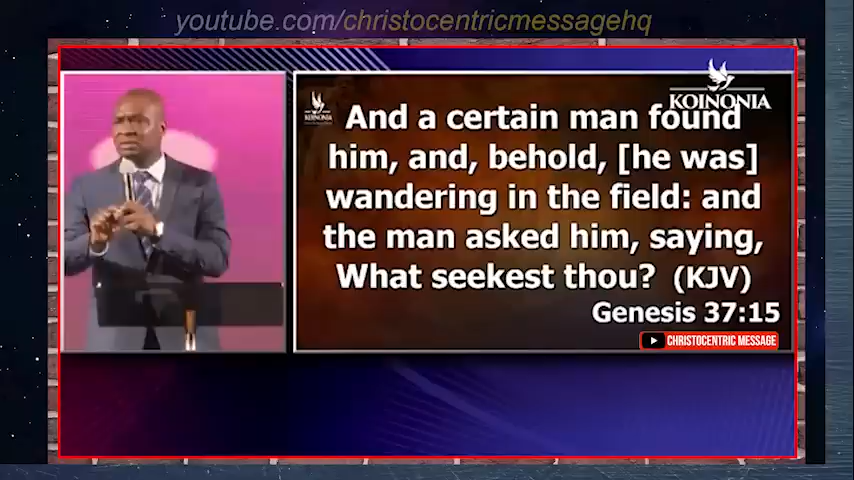 youtube.com/christocentricmessagehq
KOINONIA
KOINONIA
And a certain man found
him, and, behold, [he was]
wandering in the field: and
the man asked him, saying,
What seekest thou? (KJV)
Genesis 37:15
CHRISTOCENTRIC MESSAGE